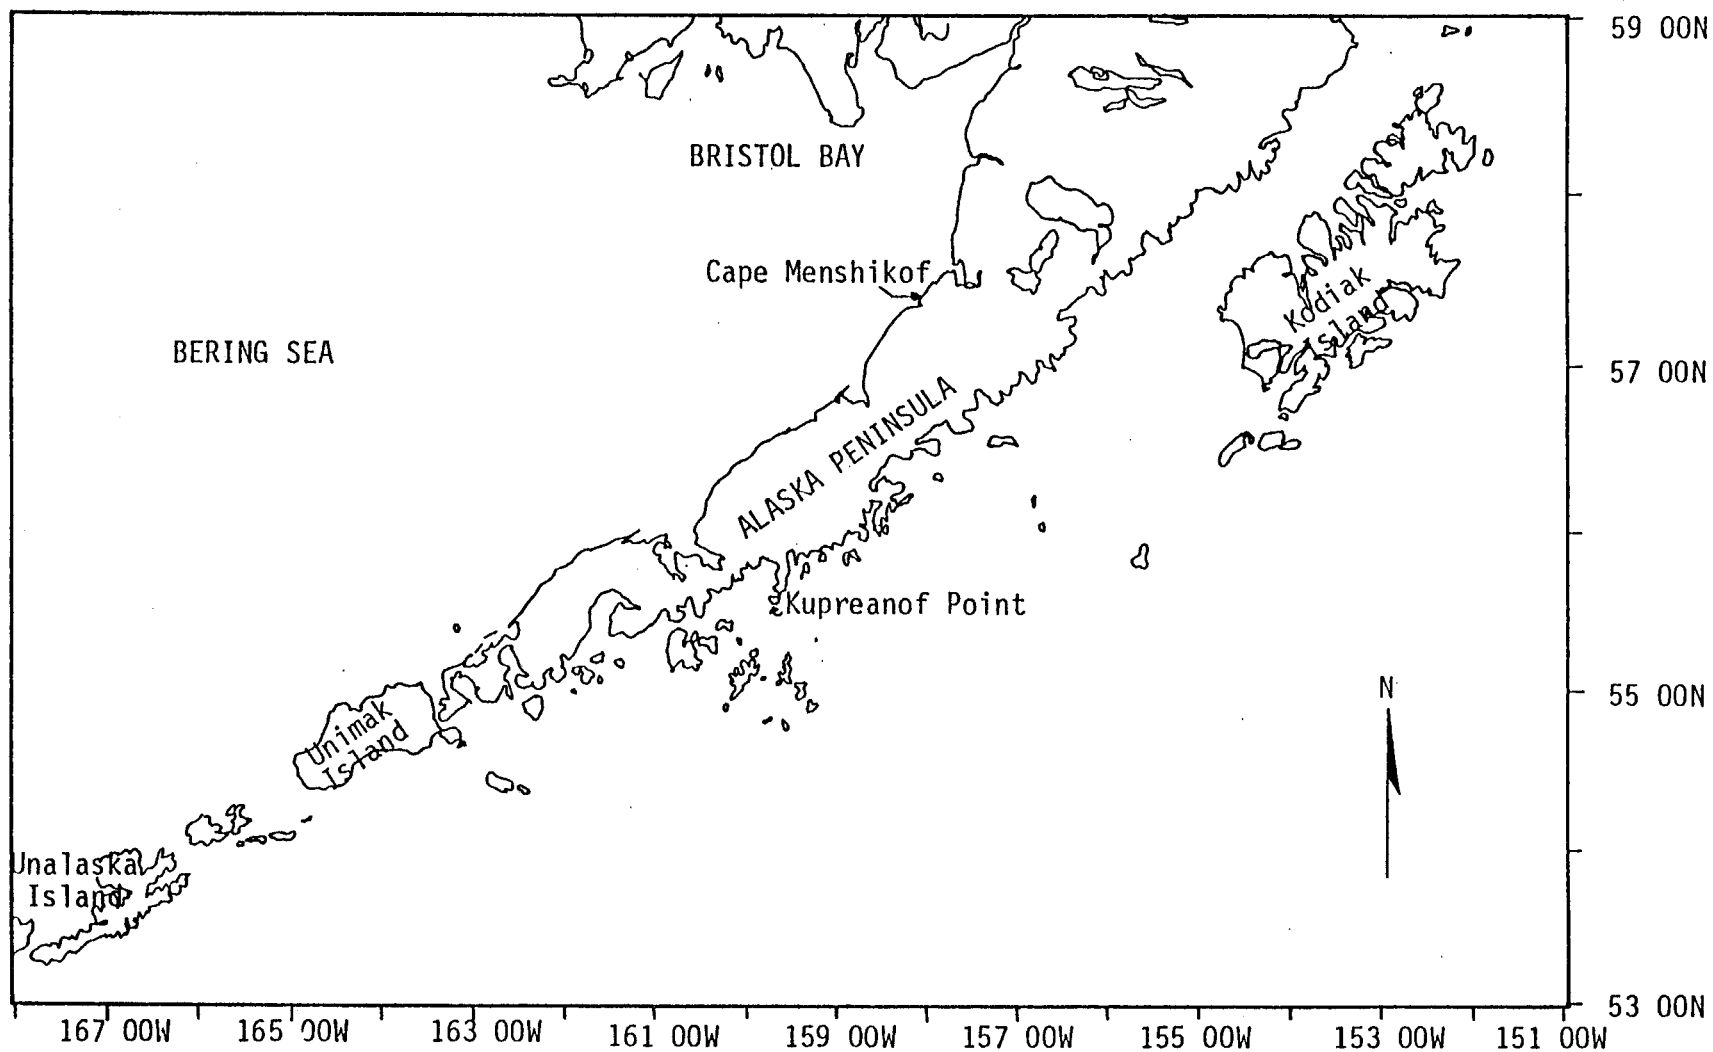 59 00N
BRISTOL BAY
Cape Menshikof
BERING SEA
Kodiak
Island
57 00N
ALASKA PENINSULA
Kupreanof Point
55 00N
N
Unimak
Island
Unalaska
Island
53 00N
167 00W 165 00W 163 00W 161 00W 159 00W 157 00W 155 00W 153 00W 151 00W